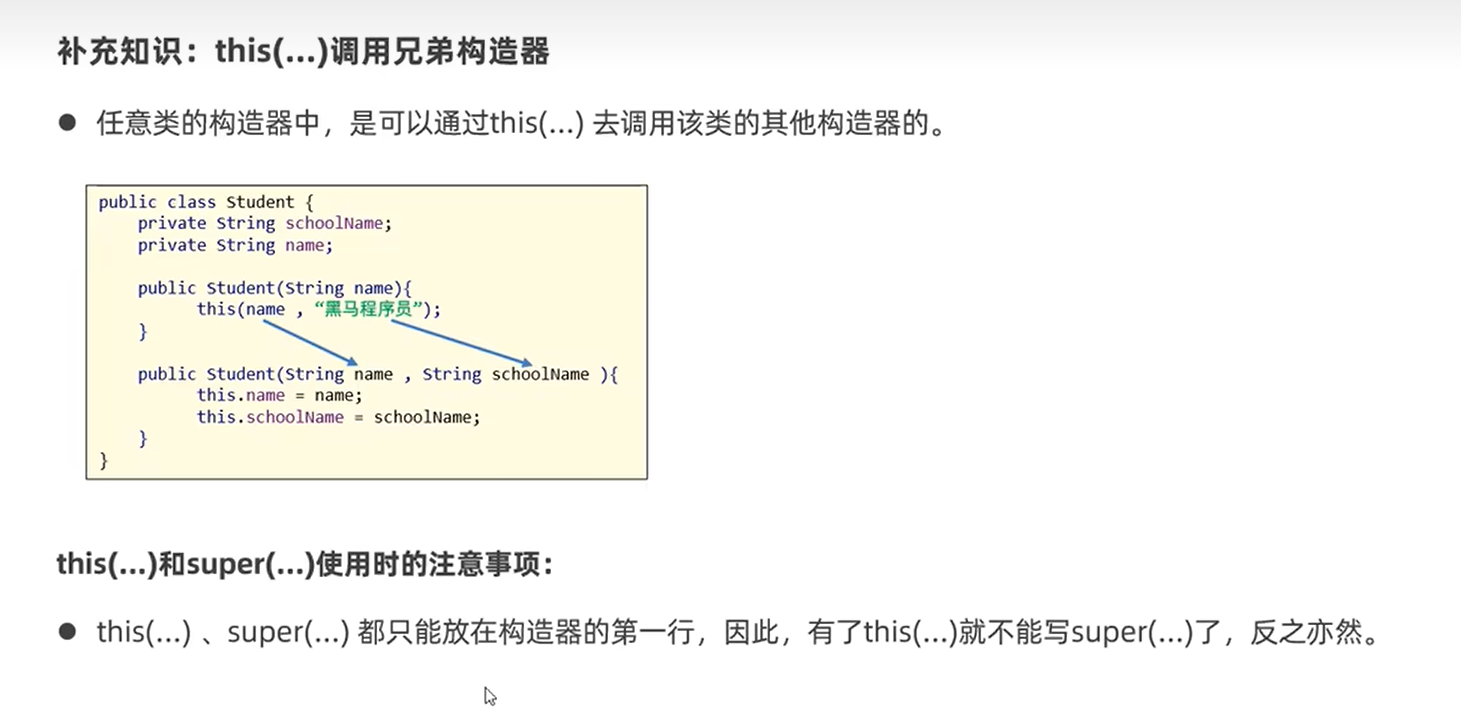 补充知识：this(...)调用兄弟构造器
● 任意类的构造器中，是可以通过this(...) 去调用该类的其他构造器的。
public class Student {
    private String schoolName;
    private String name;
    public Student(String name){
        this(name , “黑马程序员”);
    }
    public Student(String name , String schoolName ){
        this.name = name;
        this.schoolName = schoolName;
    }
}
this(...)和super(...)使用时的注意事项：
● this(...) 、super(...) 都只能放在构造器的第一行，因此，有了this(...)就不能写super(...)了，反之亦然。